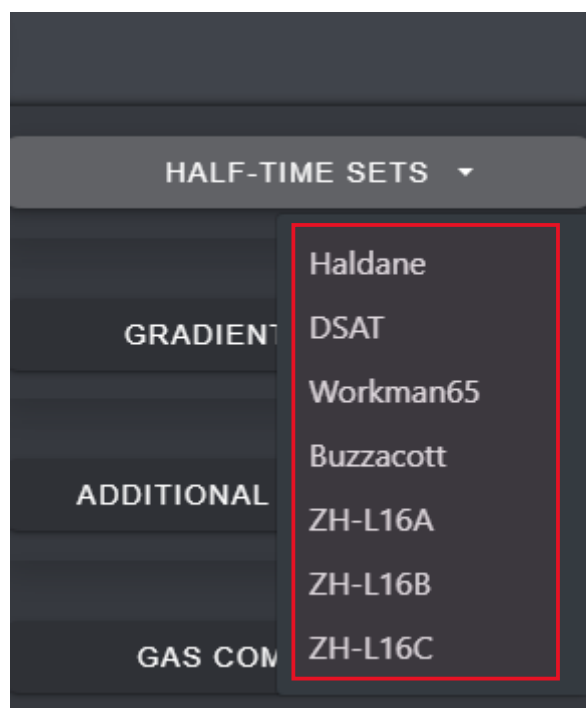 HALF-TIME SETS
Haldane
GRADIENT
DSAT
Workman65
Buzzacott
ADDITIONAL
ZH-L16A
ZH-L16B
GAS COM
ZH-L16C